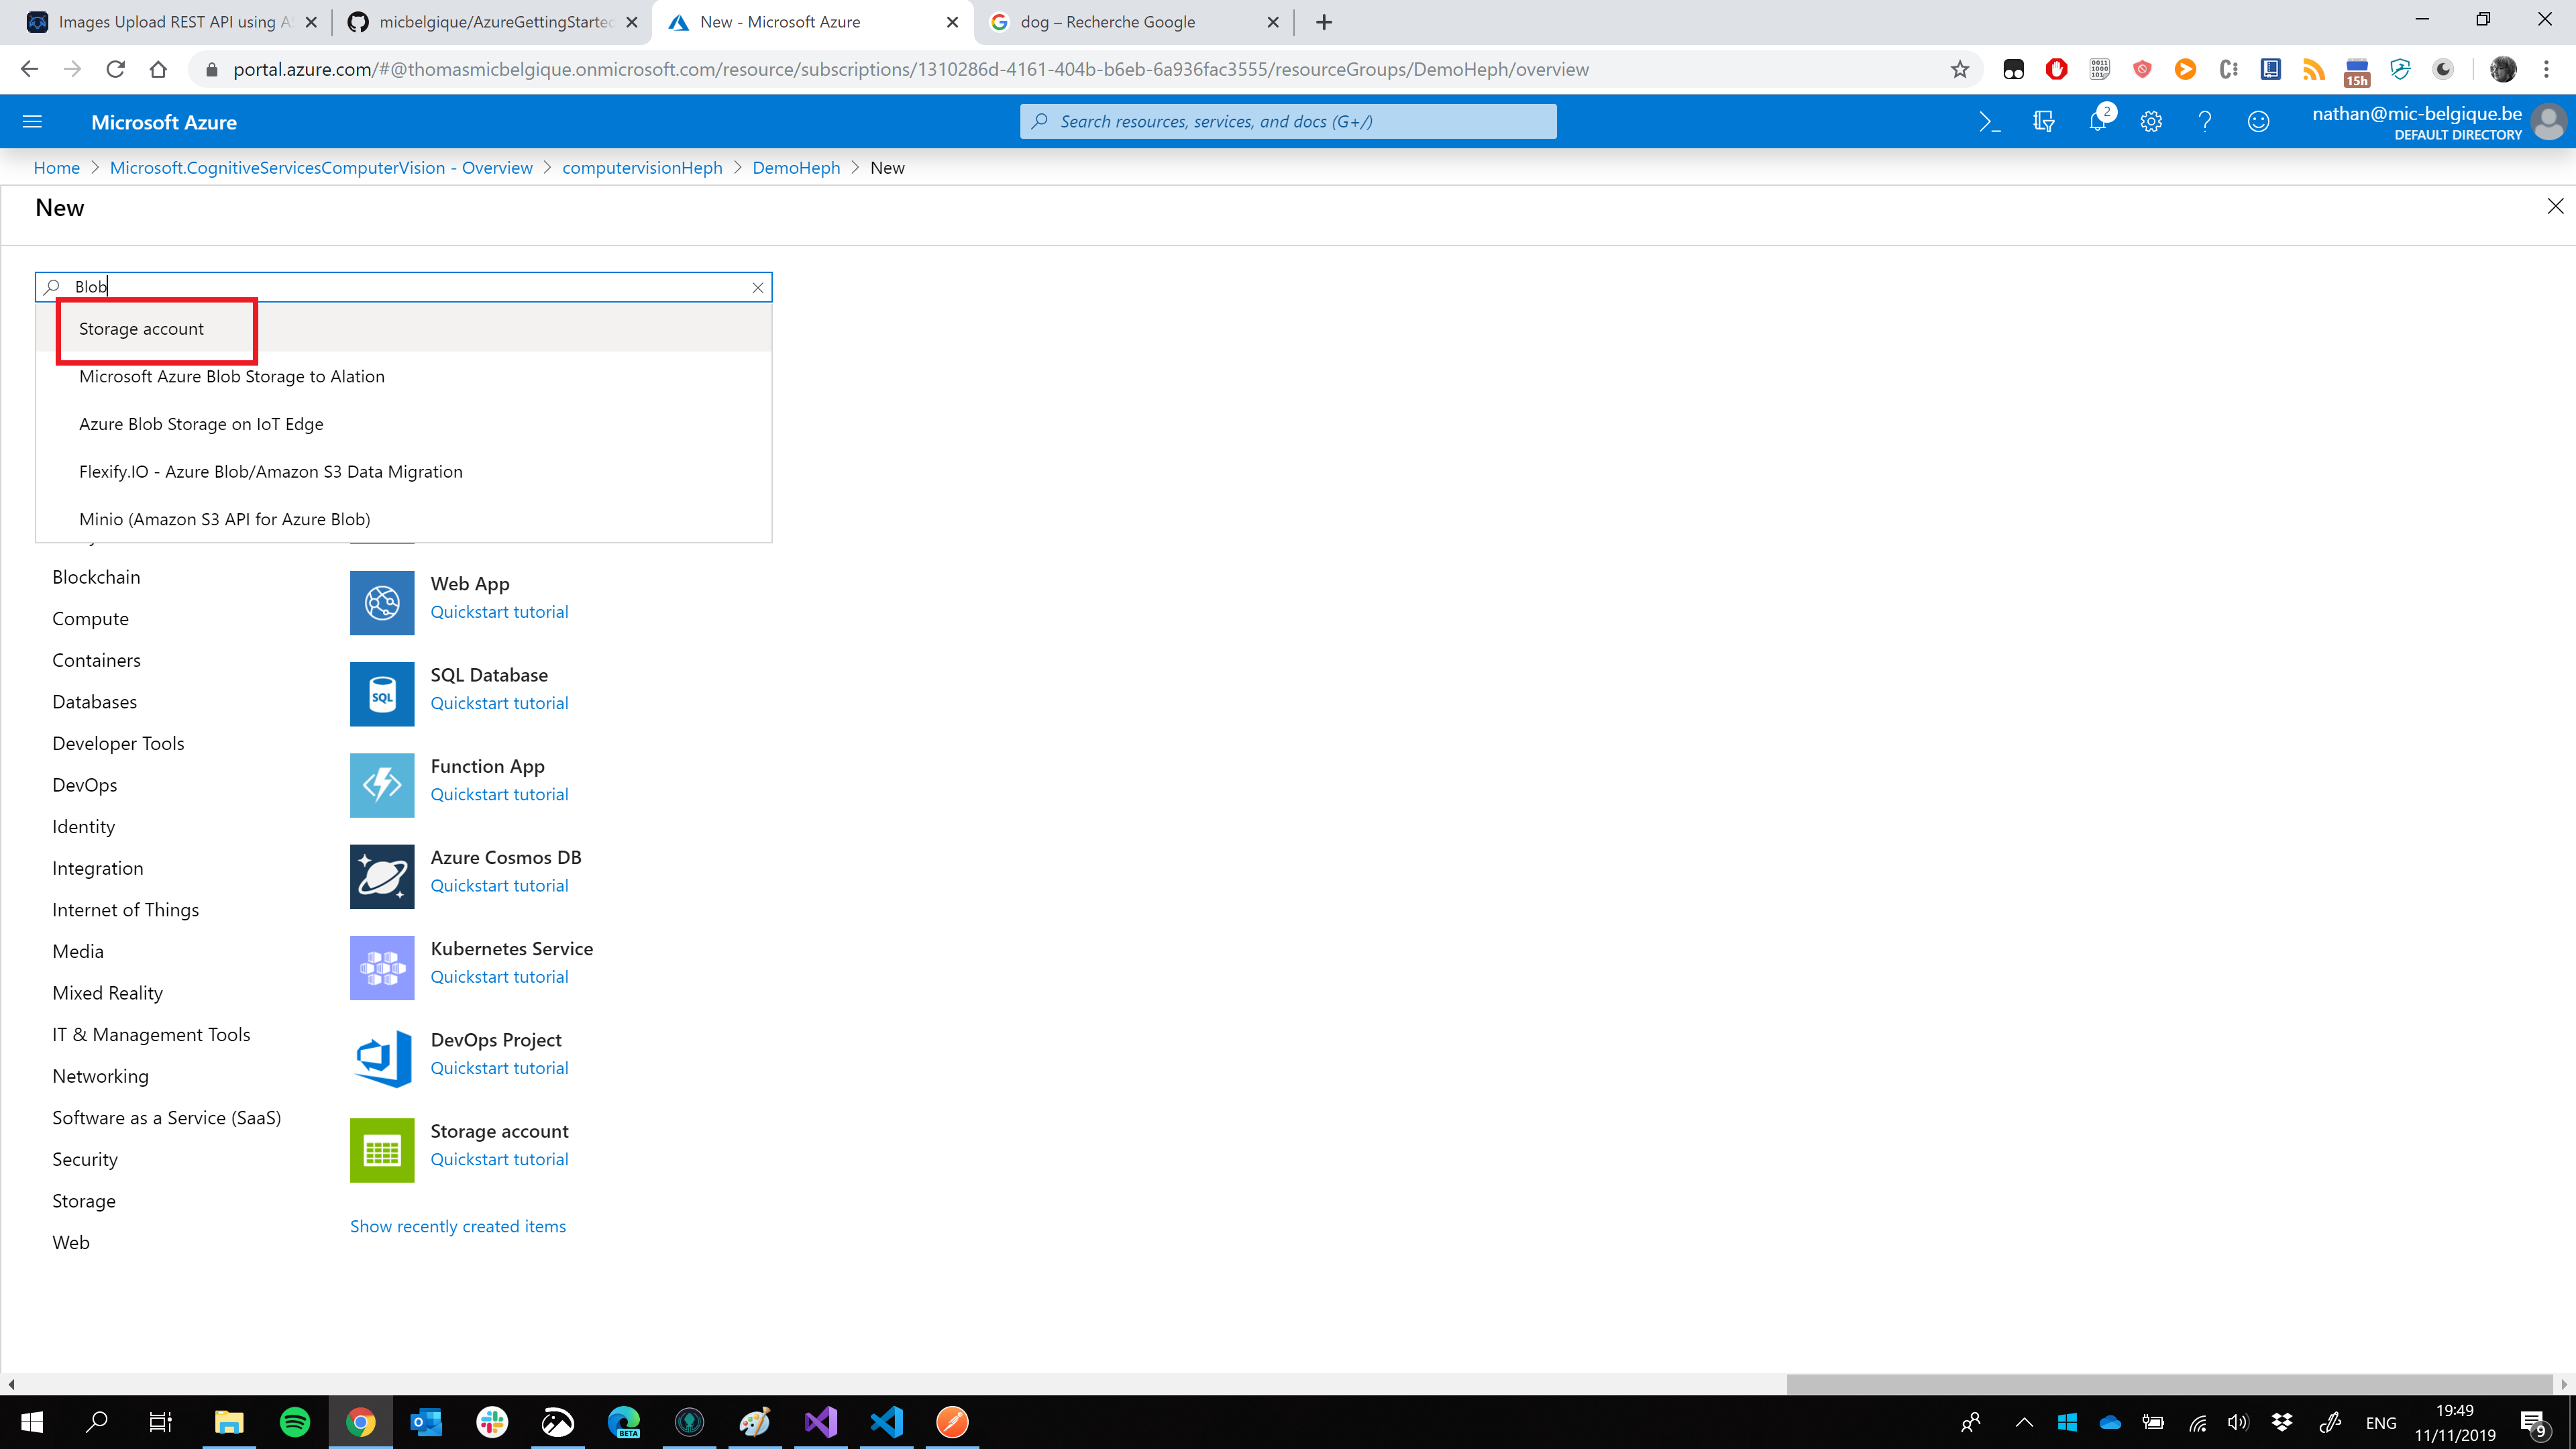 Images Upload REST API using A
micbelgique/AzureGettingStarted
New - Microsoft Azure
dog – Recherche Google
portal.azure.com/#@thomasmicbelgique.onmicrosoft.com/resource/subscriptions/1310286d-4161-404b-b6eb-6a936fac3555/resourceGroups/DemoHeph/overview
15h
Microsoft Azure
Search resources, services, and docs (G+/)
2
nathan@mic-belgique.be
DEFAULT DIRECTORY
Home > Microsoft.CognitiveServicesComputerVision - Overview > computervisionHeph > DemoHeph > New
New
Blob
Storage account
Microsoft Azure Blob Storage to Alation
Azure Blob Storage on IoT Edge
Flexify.IO - Azure Blob/Amazon S3 Data Migration
Minio (Amazon S3 API for Azure Blob)
Blockchain
Compute
Containers
Databases
Developer Tools
DevOps
Identity
Integration
Internet of Things
Media
Mixed Reality
IT & Management Tools
Networking
Software as a Service (SaaS)
Security
Storage
Web
Web App
Quickstart tutorial
SQL
SQL Database
Quickstart tutorial
Function App
Quickstart tutorial
Azure Cosmos DB
Quickstart tutorial
Kubernetes Service
Quickstart tutorial
DevOps Project
Quickstart tutorial
Storage account
Quickstart tutorial
Show recently created items
BETA
ENG
19:49
11/11/2019
9